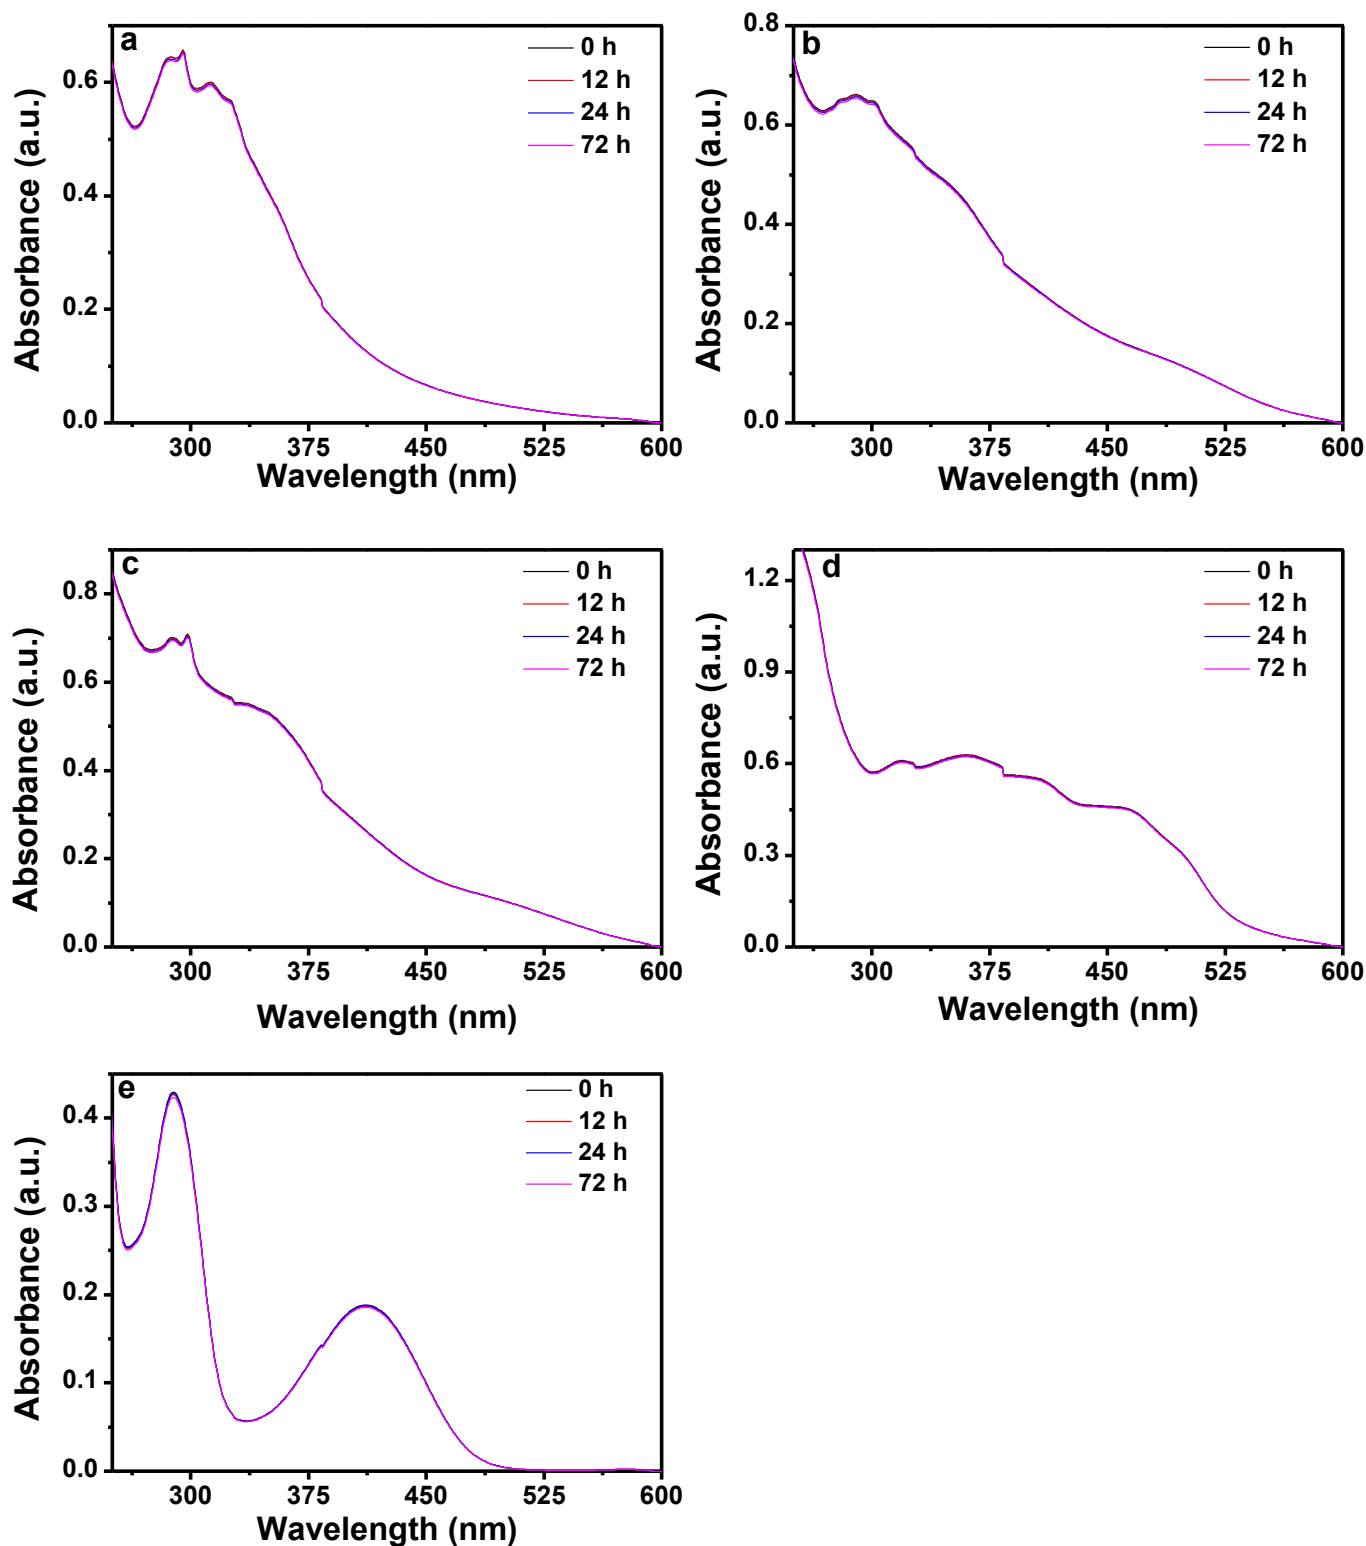 a
0 h
12 h
24 h
72 h
0.6
0.4
0.2
0.0
300 375 450 525 600
Absorbance (a.u.)
Wavelength (nm)
b
0 h
12 h
24 h
72 h
0.8
0.6
0.4
0.2
0.0
300 375 450 525 600
Absorbance (a.u.)
Wavelength (nm)
c
0 h
12 h
24 h
72 h
0.8
0.6
0.4
0.2
0.0
300 375 450 525 600
Absorbance (a.u.)
Wavelength (nm)
d
0 h
12 h
24 h
72 h
1.2
0.9
0.6
0.3
0.0
300 375 450 525 600
Absorbance (a.u.)
Wavelength (nm)
e
0 h
12 h
24 h
72 h
0.4
0.3
0.2
0.1
0.0
300 375 450 525 600
Absorbance (a.u.)
Wavelength (nm)